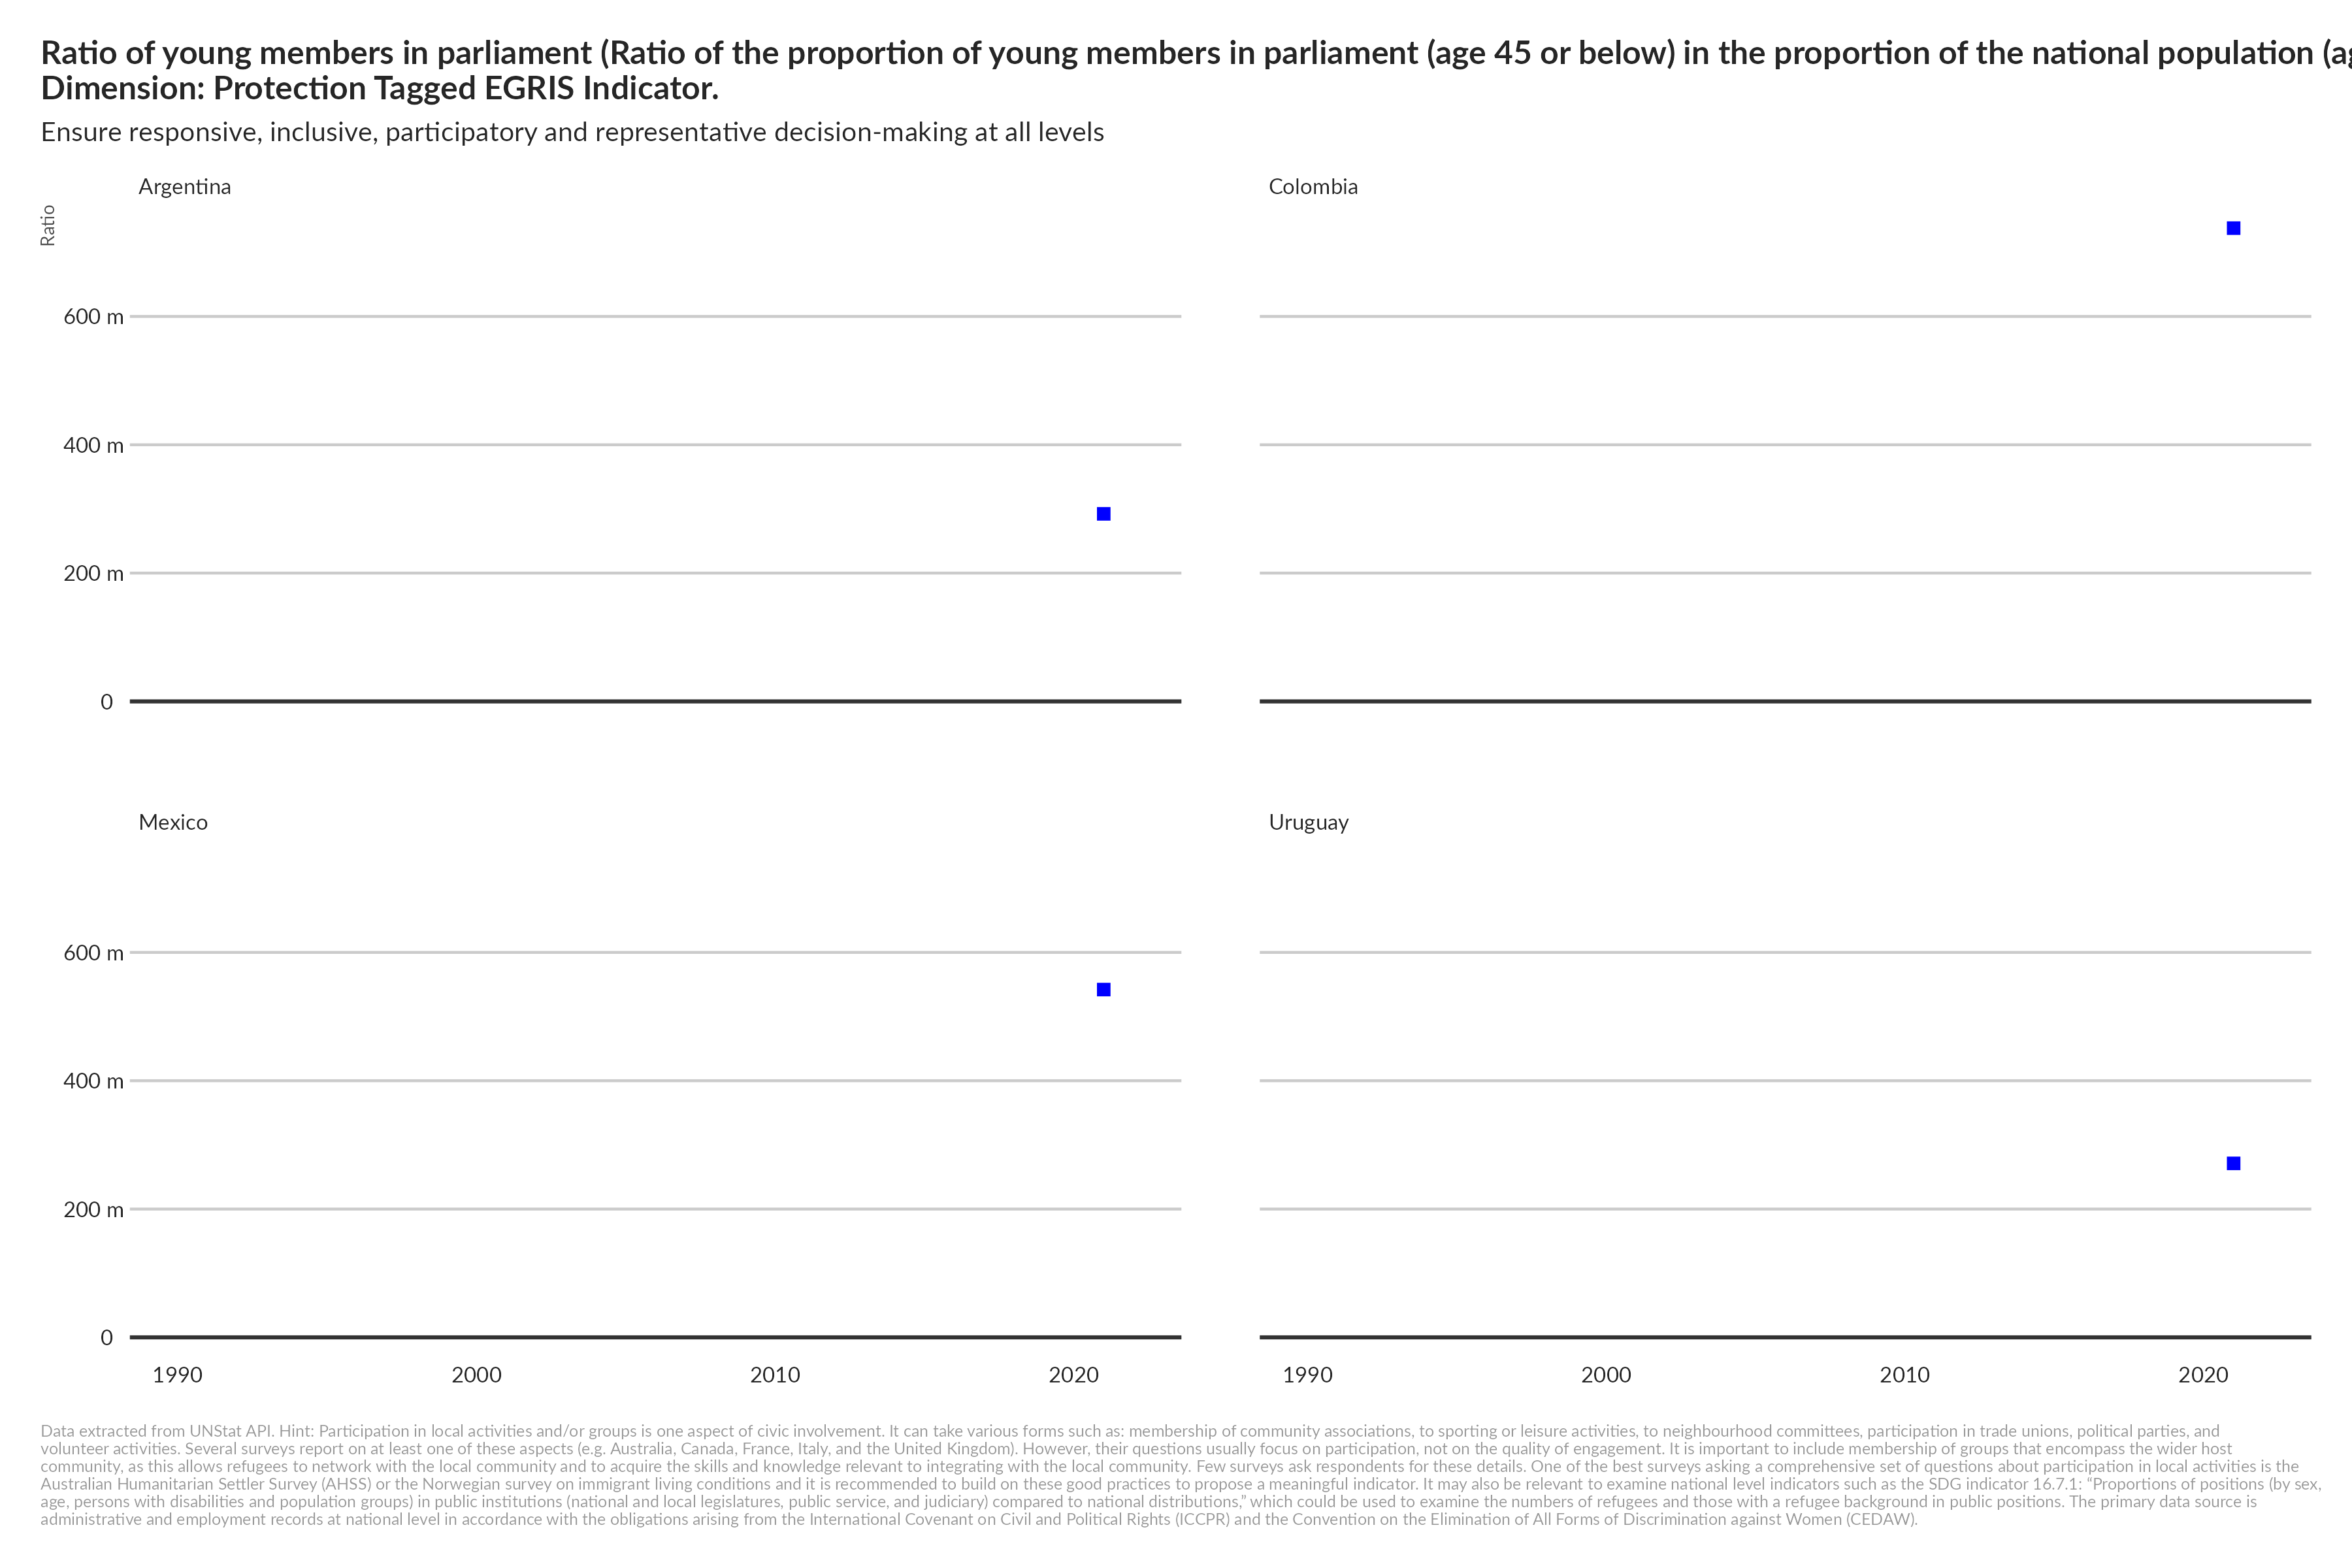 Ratio of young members in parliament (Ratio of the proportion of young members in parliament (age 45 or below) in the proportion of the national population (ag
Dimension: Protection Tagged EGRIS Indicator.
Ensure responsive, inclusive, participatory and representative decision-making at all levels
Argentina
Colombia
Ratio
600 m
400 m
200 m
0
Mexico
Uruguay
600 m
400 m
200 m
0
1990 2000 2010 2020 1990 2000 2010 2020
Data extracted from UNStat API. Hint: Participation in local activities and/or groups is one aspect of civic involvement. It can take various forms such as: membership of community associations, to sporting or leisure activities, to neighbourhood committees, participation in trade unions, political parties, and
volunteer activities. Several surveys report on at least one of these aspects (e.g. Australia, Canada, France, Italy, and the United Kingdom). However, their questions usually focus on participation, not on the quality of engagement. It is important to include membership of groups that encompass the wider host
community, as this allows refugees to network with the local community and to acquire the skills and knowledge relevant to integrating with the local community. Few surveys ask respondents for these details. One of the best surveys asking a comprehensive set of questions about participation in local activities is the
Australian Humanitarian Settler Survey (AHSS) or the Norwegian survey on immigrant living conditions and it is recommended to build on these good practices to propose a meaningful indicator. It may also be relevant to examine national level indicators such as the SDG indicator 16.7.1: “Proportions of positions (by sex,
age, persons with disabilities and population groups) in public institutions (national and local legislatures, public service, and judiciary) compared to national distributions,” which could be used to examine the numbers of refugees and those with a refugee background in public positions. The primary data source is
administrative and employment records at national level in accordance with the obligations arising from the International Covenant on Civil and Political Rights (ICCPR) and the Convention on the Elimination of All Forms of Discrimination against Women (CEDAW).